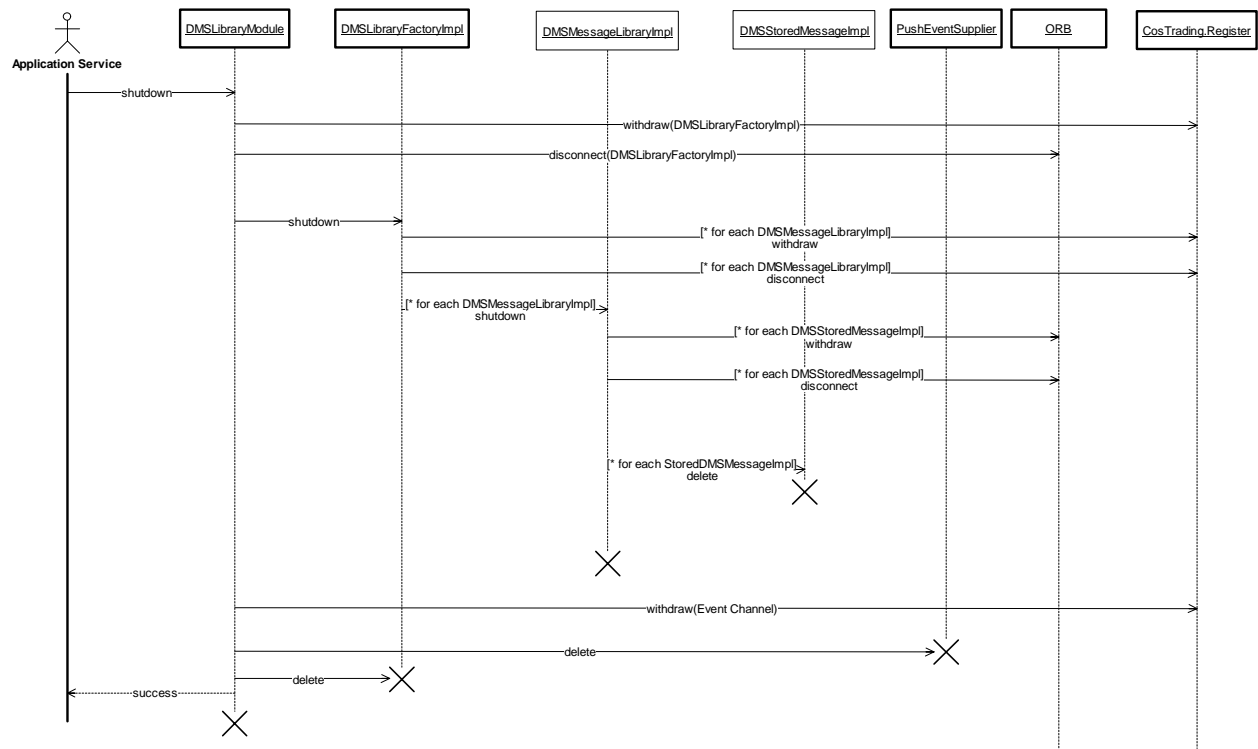 DMSLibraryModule
DMSLibraryFactoryImpl
DMSMessageLibraryImpl
DMSStoredMessageImpl
PushEventSupplier
ORB
CosTrading.Register
Application Service
shutdown
withdraw(DMSLibraryFactoryImpl)
disconnect(DMSLibraryFactoryImpl)
shutdown
[* for each DMSMessageLibraryImpl]
withdraw
[* for each DMSMessageLibraryImpl]
disconnect
[* for each DMSMessageLibraryImpl]
shutdown
[* for each DMSStoredMessageImpl]
withdraw
[* for each DMSStoredMessageImpl]
disconnect
[* for each StoredDMSMessageImpl]
delete
withdraw(Event Channel)
delete
delete
success